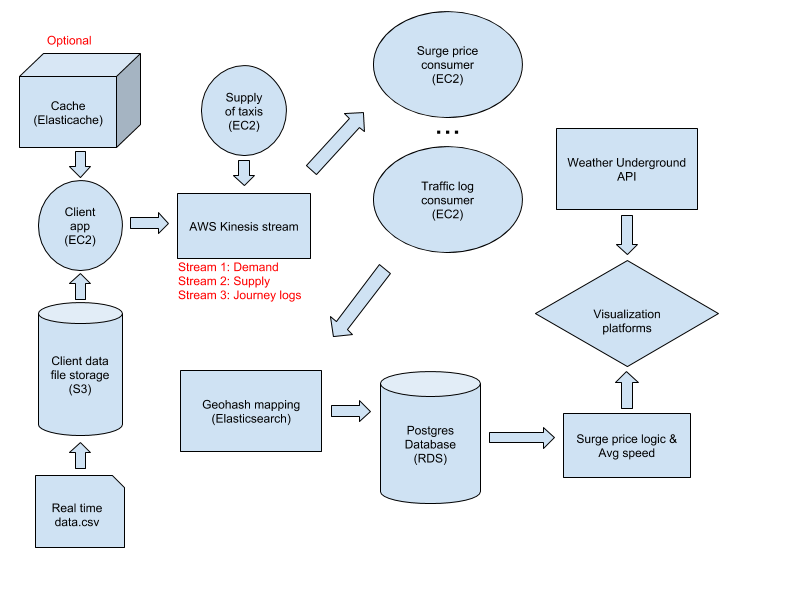 Optional
Cache
(Elasticache)
Client
app
(EC2)
Client data
file storage
(S3)
Real time
data.csv
Supply
of taxis
(EC2)
AWS Kinesis stream
Stream 1: Demand
Stream 2: Supply
Stream 3: Journey logs
Surge price
consumer
(EC2)
...
Traffic log
consumer
(EC2)
Geohash mapping
(Elasticsearch)
Postgres
Database
(RDS)
Surge price logic &
Avg speed
Weather Underground
API
Visualization
platforms